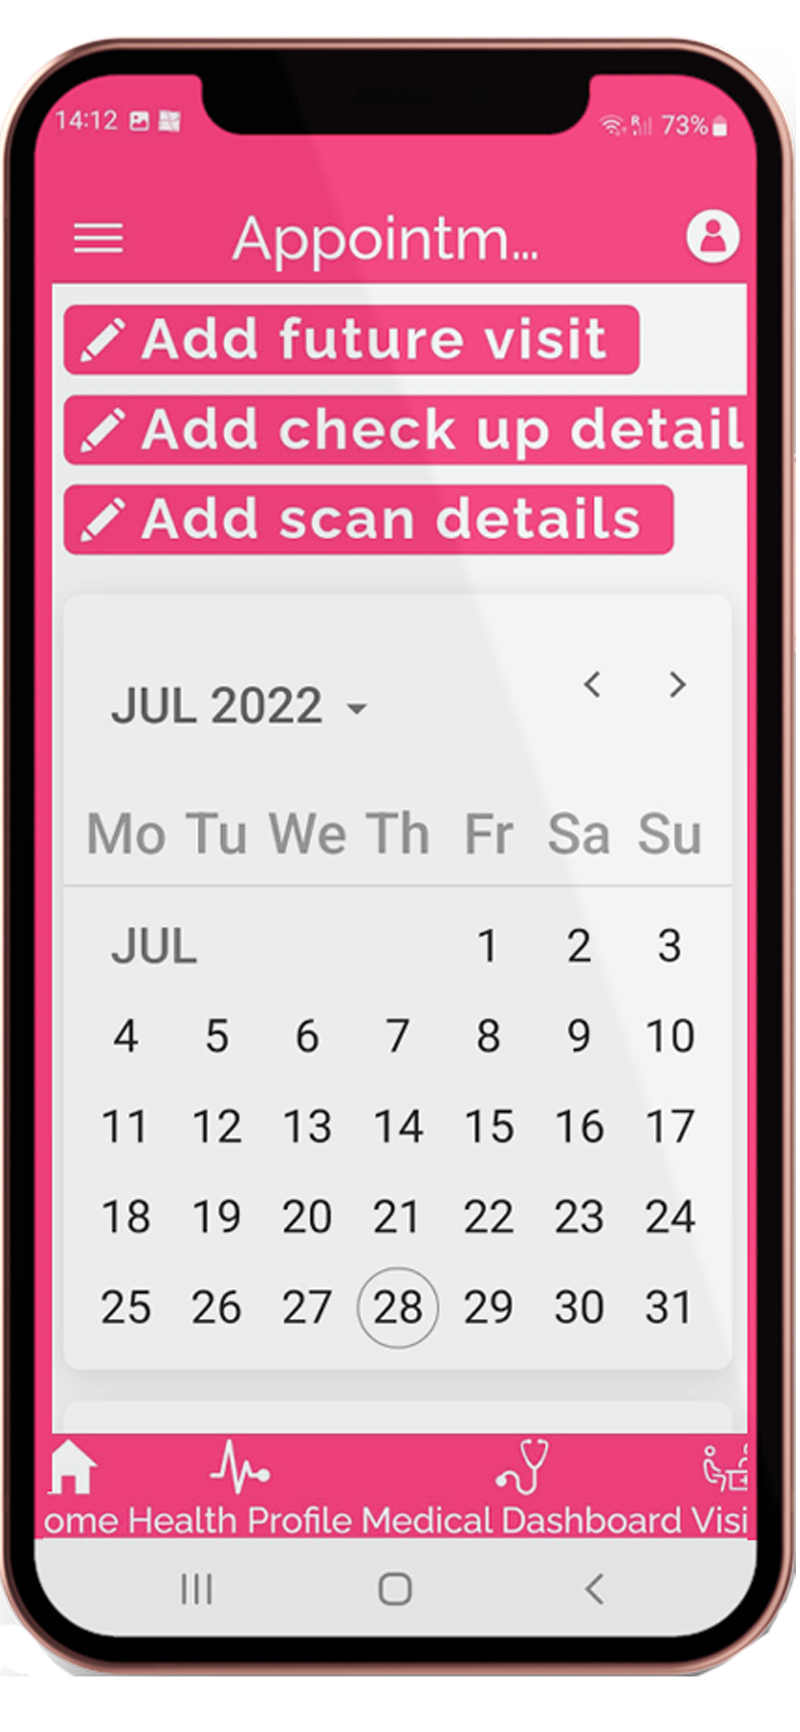 14:12 73%
Appointm...
Add future visit
Add check up detail
Add scan details
JUL 2022
Mo Tu We Th Fr Sa Su
JUL 1 2 3
4 5 6 7 8 9 10
11 12 13 14 15 16 17
18 19 20 21 22 23 24
25 26 27 28 29 30 31
ome Health Profile Medical Dashboard Visi